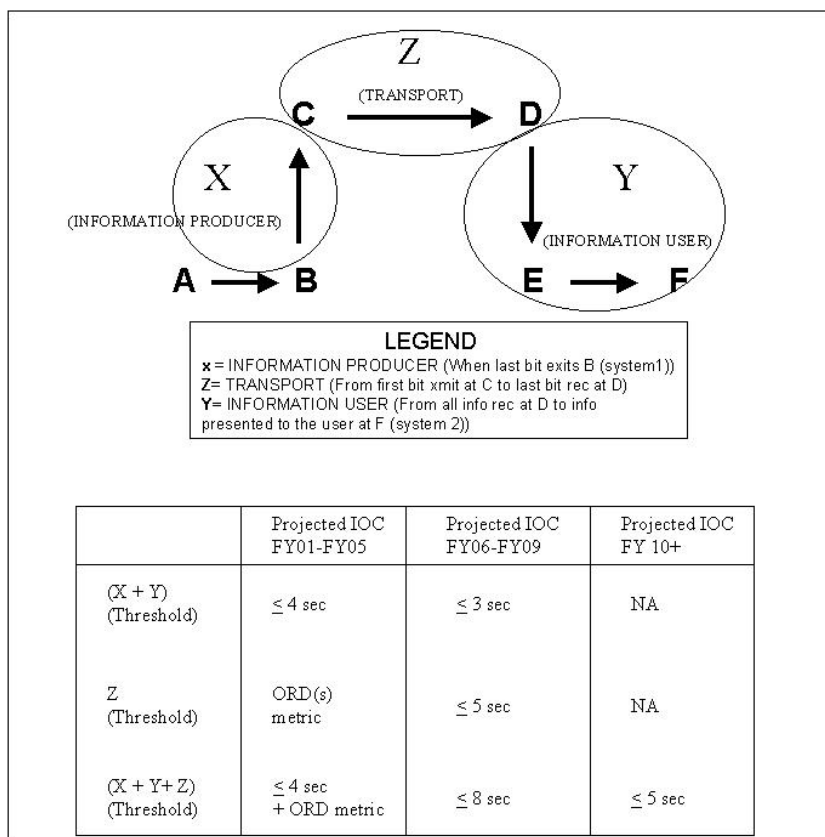 Z
(TRANSPORT)
C
D
X
Y
(INFORMATION PRODUCER)
(INFORMATION USER)
A
B
E
F
LEGEND
x = INFORMATION PRODUCER (When last bit exits B (system1))
Z= TRANSPORT (From first bit xmit at C to last bit rec at D)
Y= INFORMATION USER (From all info rec at D to info
presented to the user at F (system 2))
Projected IOC
FY01-FY05
Projected IOC
FY06-FY09
Projected IOC
FY 10+
(X + Y)
(Threshold)
≤ 4 sec
≤ 3 sec
NA
Z
(Threshold)
ORD(s)
metric
≤ 5 sec
NA
(X + Y+ Z)
(Threshold)
≤ 4 sec
+ ORD metric
≤ 8 sec
≤ 5 sec